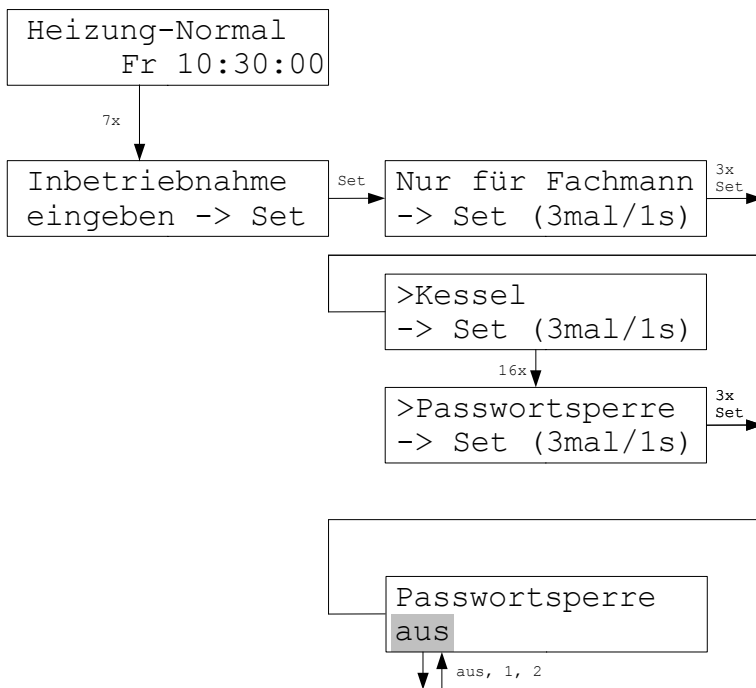 Heizung-Normal
Fr 10:30:00
7x
Inbetriebnahme
eingeben -> Set
Set
Nur für Fachmann
-> Set (3mal/1s)
3x
Set
>Kessel
-> Set (3mal/1s)
16x
>Passwortsperre
-> Set (3mal/1s)
3x
Set
Passwortsperre
aus
aus, 1, 2